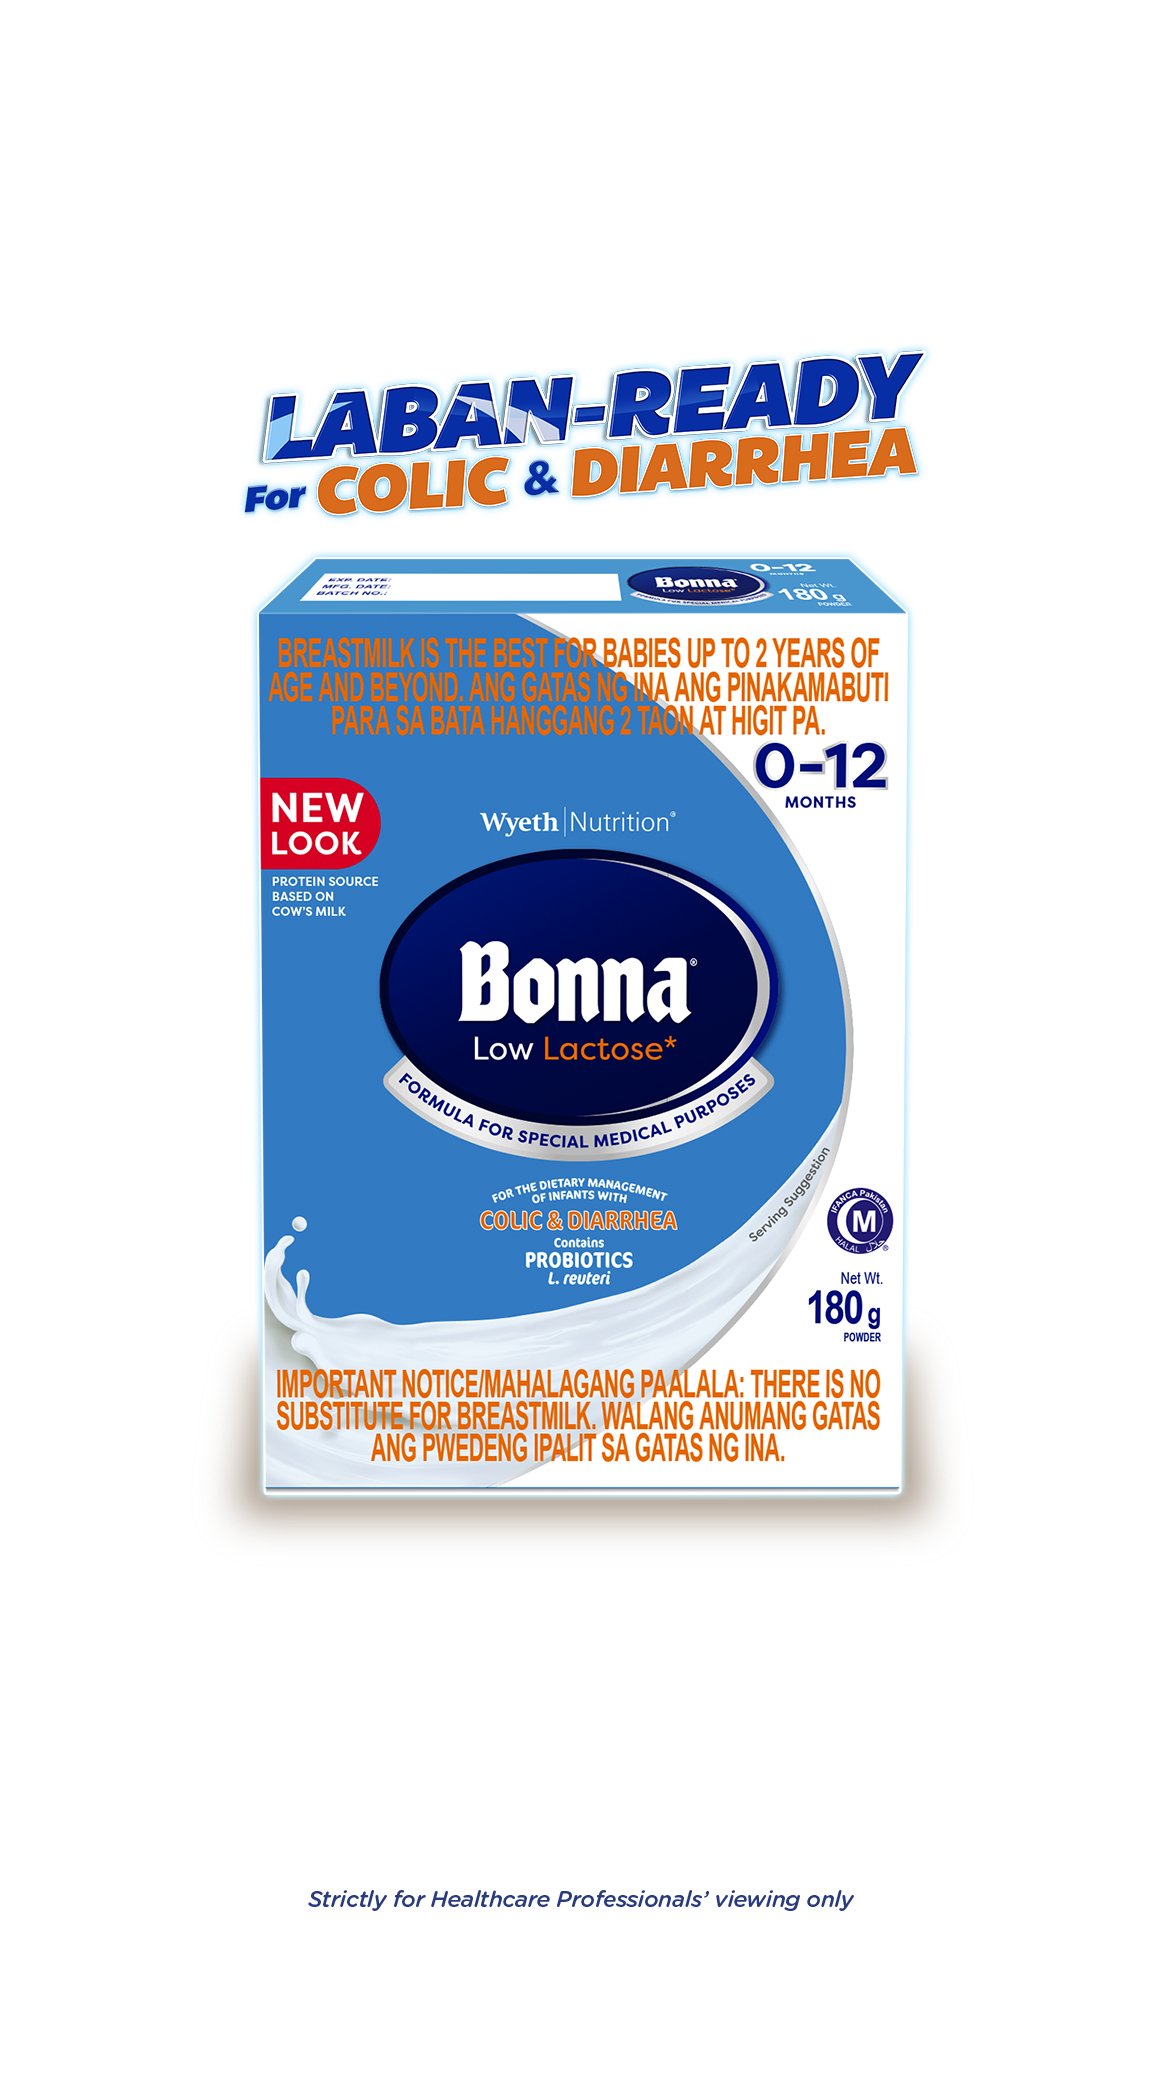 LABAN-READY
For COLIC & DIARRHEA
EXP. DATE:
MFG. DATE:
BATCH NO.:
Bonna
Low Lactose*
FORMULA FOR SPECIAL MEDICAL PURPOSES
0-12
MONTHS
Net Wt.
180 g
POWDER
BREASTMILK IS THE BEST FOR BABIES UP TO 2 YEARS OF
AGE AND BEYOND. ANG GATAS NG INA ANG PINAKAMABUTI
PARA SA BATA HANGGANG 2 TAON AT HIGIT PA.
0-12
MONTHS
NEW
LOOK
PROTEIN SOURCE
BASED ON
COW'S MILK
Wyeth | Nutrition®
Bonna®
Low Lactose*
FORMULA FOR SPECIAL MEDICAL PURPOSES
FOR THE DIETARY MANAGEMENT
OF INFANTS WITH
COLIC & DIARRHEA
Contains
PROBIOTICS
L. reuteri
Serving Suggestion
IFANCA Pakistan
M
HALAL حلال ®
Net Wt.
180 g
POWDER
IMPORTANT NOTICE/MAHALAGANG PAALALA: THERE IS NO
SUBSTITUTE FOR BREASTMILK. WALANG ANUMANG GATAS
ANG PWEDENG IPALIT SA GATAS NG INA.
Strictly for Healthcare Professionals' viewing only